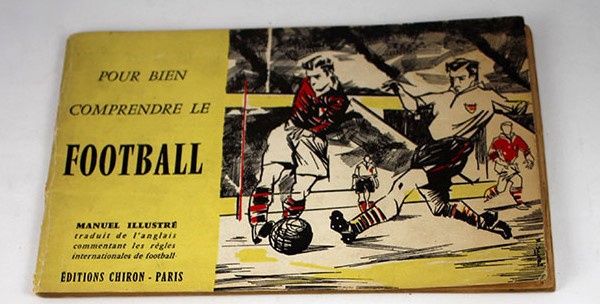 POUR BIEN
COMPRENDRE LE
FOOTBALL
MANUEL ILLUSTRÉ
traduit de l'anglais
commentant les règles
internationales de football.
ÉDITIONS CHIRON - PARIS